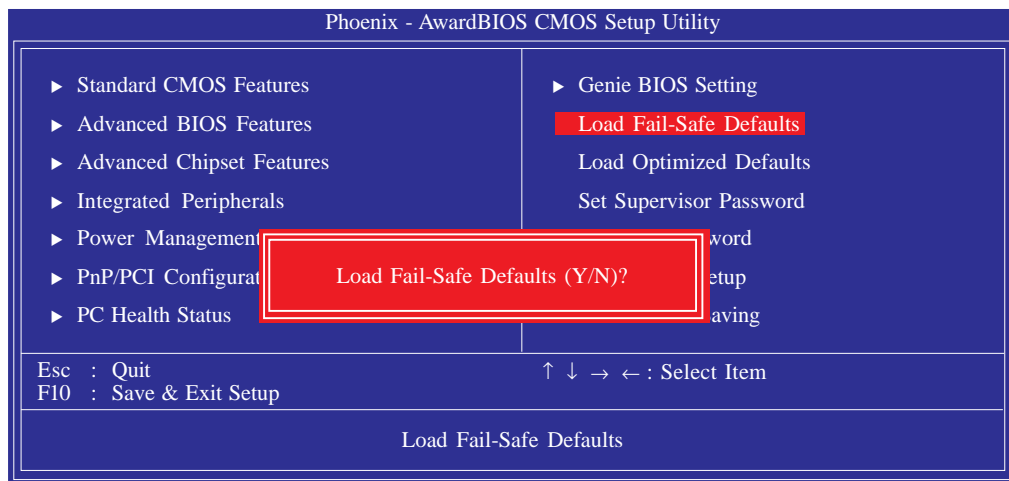 Phoenix - AwardBIOS CMOS Setup Utility
▶ Standard CMOS Features
▶ Advanced BIOS Features
▶ Advanced Chipset Features
▶ Integrated Peripherals
▶ Power Management
▶ PnP/PCI Configurat
▶ PC Health Status
▶ Genie BIOS Setting
Load Fail-Safe Defaults
Load Optimized Defaults
Set Supervisor Password
word
etup
aving
Load Fail-Safe Defaults (Y/N)?
Esc : Quit
F10 : Save & Exit Setup
↑ ↓ → ← : Select Item
Load Fail-Safe Defaults